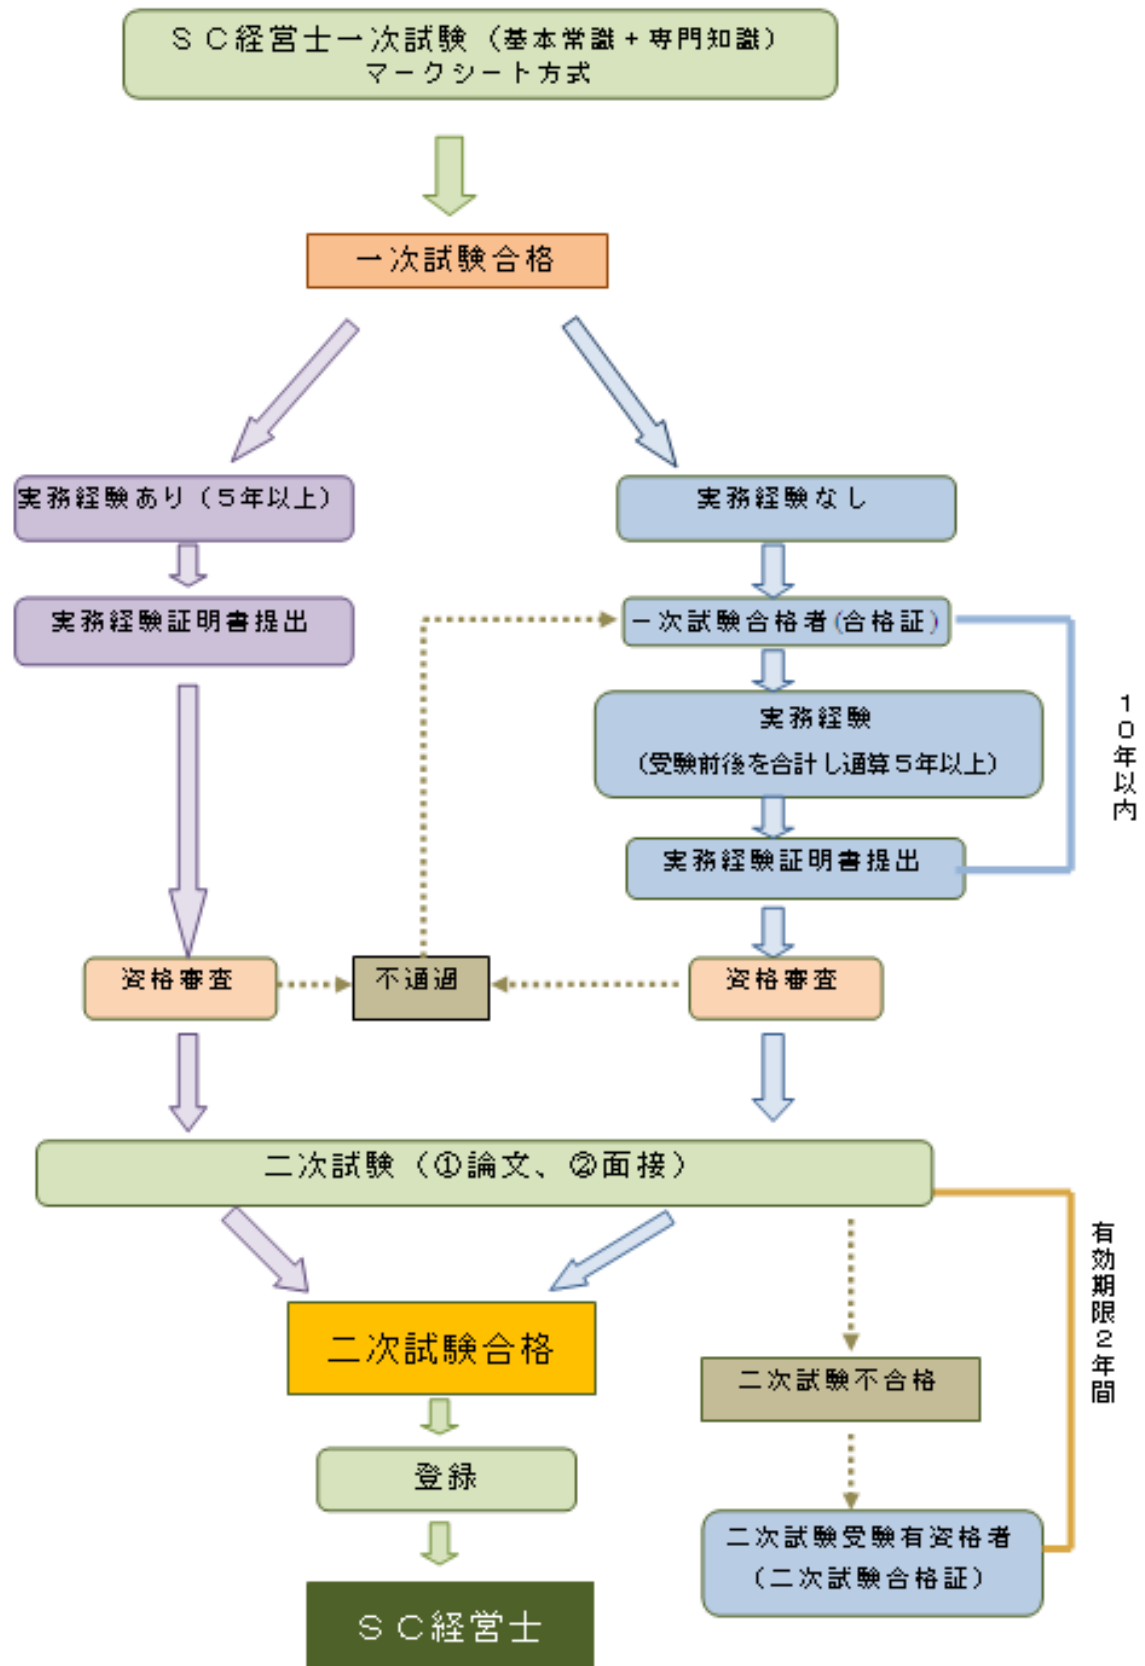 ＳＣ経営士一次試験（基本常識＋専門知識）
マークシート方式
一次試験合格
実務経験あり（５年以上）
実務経験なし
実務経験証明書提出
一次試験合格者(合格証)
実務経験
（受験前後を合計し通算５年以上）
１０年以内
実務経験証明書提出
資格審査
不通過
資格審査
二次試験（①論文、②面接）
有効期限２年間
二次試験合格
二次試験不合格
登録
二次試験受験有資格者
（二次試験合格証）
ＳＣ経営士